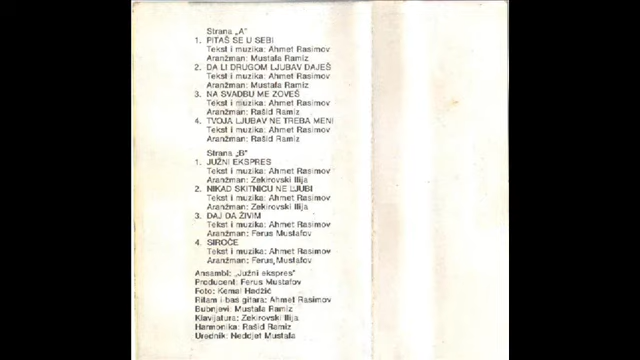 Strana „A"
1. PITAŠ SE U SEBI
Tekst i muzika: Ahmet Rasimov
Aranžman: Mustafa Ramiz
2. DA LI DRUGOM LJUBAV DAJEŠ
Tekst i muzika: Ahmet Rasimov
Aranžman: Mustafa Ramiz
3. NA SVADBU ME ZOVEŠ
Tekst i muzika: Ahmet Rasimov
Aranžman: Rašid Ramiz
4. TVOJA LJUBAV NE TREBA MENI
Tekst i muzika: Ahmet Rasimov
Aranžman: Rašid Ramiz
Strana „B"
1. JUŽNI EKSPRES
Tekst i muzika: Ahmet Rasimov
Aranžman: Zekirovski Ilija
2. NIKAD SKITNICU NE LJUBI
Tekst i muzika: Ahmet Rasimov
Aranžman: Zekirovski Ilija
3. DAJ DA ŽIVIM
Tekst i muzika: Ahmet Rasimov
Aranžman: Ferus Mustafov
4. SIROČE
Tekst i muzika: Ahmet Rasimov
Aranžman: Ferus Mustafov
Ansambl: „Južni ekspres"
Producent: Ferus Mustafov
Foto: Kemal Hadžić
Ritam i bas gitara: Ahmet Rasimov
Bubnjevi: Mustafa Ramiz
Klavijatura: Zekirovski Ilija
Harmonika: Rašid Ramiz
Urednik: Neddjet Mustafa